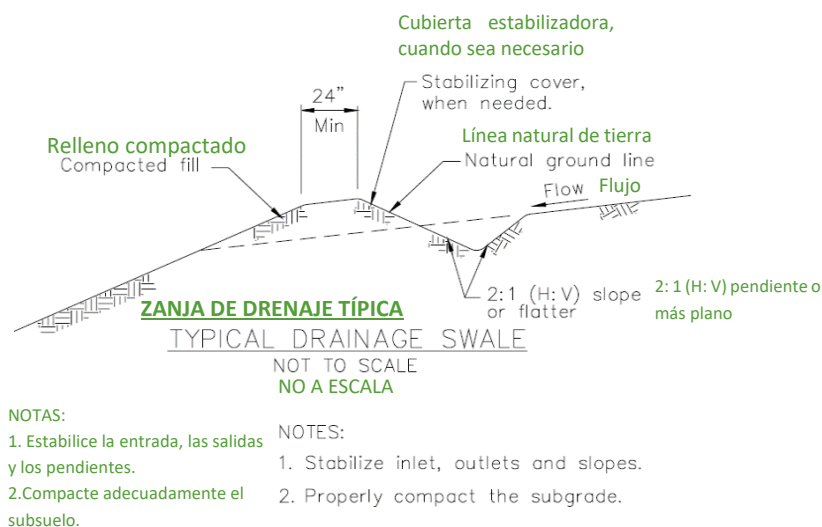 Cubierta estabilizadora,
cuando sea necesario
Stabilizing cover,
when needed.
24"
Min
Relleno compactado
Compacted fill
Línea natural de tierra
Natural ground line
Flow
Flujo
2:1 (H:V) slope
or flatter
2: 1 (H: V) pendiente o
más plano
ZANJA DE DRENAJE TÍPICA
TYPICAL DRAINAGE SWALE
NOT TO SCALE
NO A ESCALA
NOTAS:
1. Estabilice la entrada, las salidas
y los pendientes.
2.Compacte adecuadamente el
subsuelo.
NOTES:
1. Stabilize inlet, outlets and slopes.
2. Properly compact the subgrade.